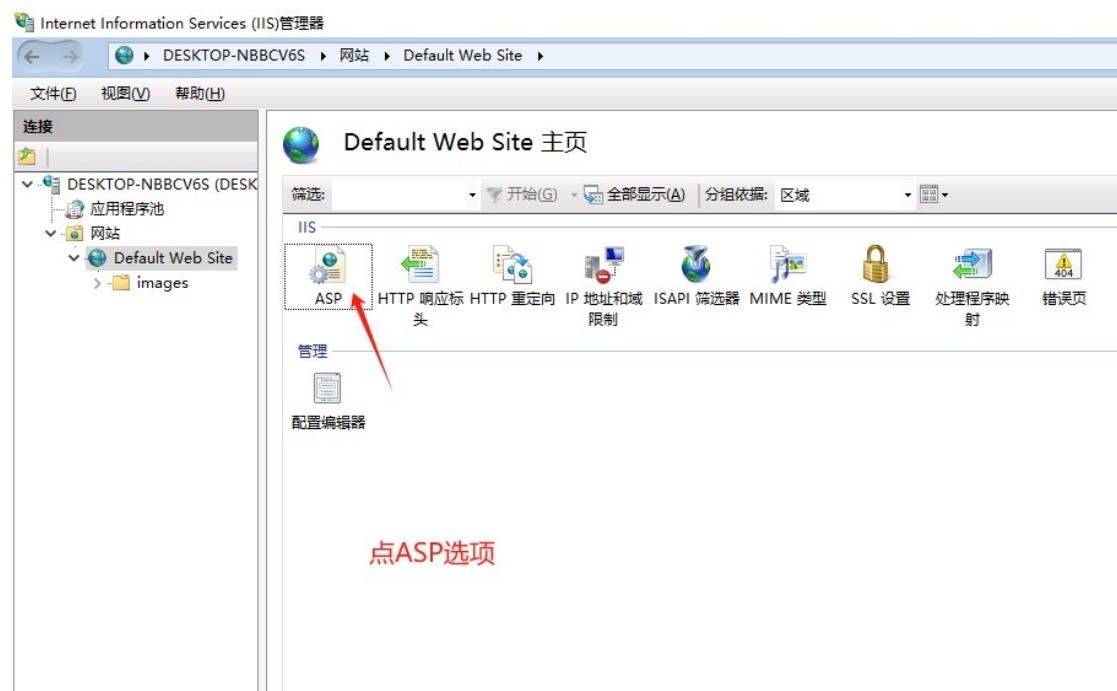 Internet Information Services (IIS)管理器
DESKTOP-NBBCV6S 网站 Default Web Site
文件(F) 视图(V) 帮助(H)
连接
DESKTOP-NBBCV6S (DESK
应用程序池
网站
Default Web Site
images
Default Web Site 主页
筛选: 开始(G) 全部显示(A) 分组依据: 区域
IIS
ASP HTTP 响应标头 HTTP 重定向 IP 地址和域限制 ISAPI 筛选器 MIME 类型 SSL 设置 处理程序映射 404 错误页
管理
配置编辑器
点ASP选项